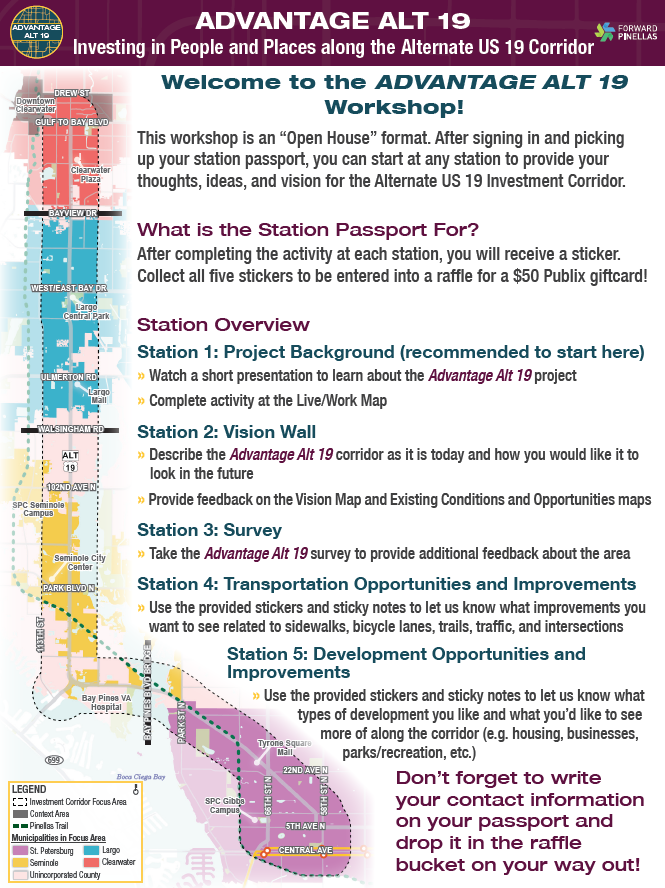 ADVANTAGE
ALT 19
ADVANTAGE ALT 19
Investing in People and Places along the Alternate US 19 Corridor
FORWARD
PINELLAS
Welcome to the ADVANTAGE ALT 19
Workshop!
This workshop is an “Open House” format. After signing in and picking
up your station passport, you can start at any station to provide your
thoughts, ideas, and vision for the Alternate US 19 Investment Corridor.
What is the Station Passport For?
After completing the activity at each station, you will receive a sticker.
Collect all five stickers to be entered into a raffle for a $50 Publix giftcard!
Station Overview
Station 1: Project Background (recommended to start here)
» Watch a short presentation to learn about the Advantage Alt 19 project
» Complete activity at the Live/Work Map
Station 2: Vision Wall
» Describe the Advantage Alt 19 corridor as it is today and how you would like it to
look in the future
» Provide feedback on the Vision Map and Existing Conditions and Opportunities maps
Station 3: Survey
» Take the Advantage Alt 19 survey to provide additional feedback about the area
Station 4: Transportation Opportunities and Improvements
» Use the provided stickers and sticky notes to let us know what improvements you
want to see related to sidewalks, bicycle lanes, trails, traffic, and intersections
Station 5: Development Opportunities and
Improvements
» Use the provided stickers and sticky notes to let us know what
types of development you like and what you’d like to see
more of along the corridor (e.g. housing, businesses,
parks/recreation, etc.)
Don’t forget to write
your contact information
on your passport and
drop it in the raffle
bucket on your way out!
DREW ST
Downtown
Clearwater
GULF TO BAY BLVD
Clearwater
Plaza
BAYVIEW DR
WEST/EAST BAY DR
Largo
Central Park
ULMERTON RD
Largo
Mall
WALSINGHAM RD
ALT
19
102ND AVE N
SPC Seminole
Campus
Seminole City
Center
PARK BLVD N
113TH ST
Bay Pines VA
Hospital
BAY PINES BLVD BRIDGE
PARK ST N
699
Boca Ciega Bay
Tyrone Square
Mall
22ND AVE N
66TH ST N
58TH ST N
SPC Gibbs
Campus
5TH AVE N
CENTRAL AVE
LEGEND
Investment Corridor Focus Area
Context Area
Pinellas Trail
Municipalities in Focus Area
St. Petersburg
Largo
Seminole
Clearwater
Unincorporated County